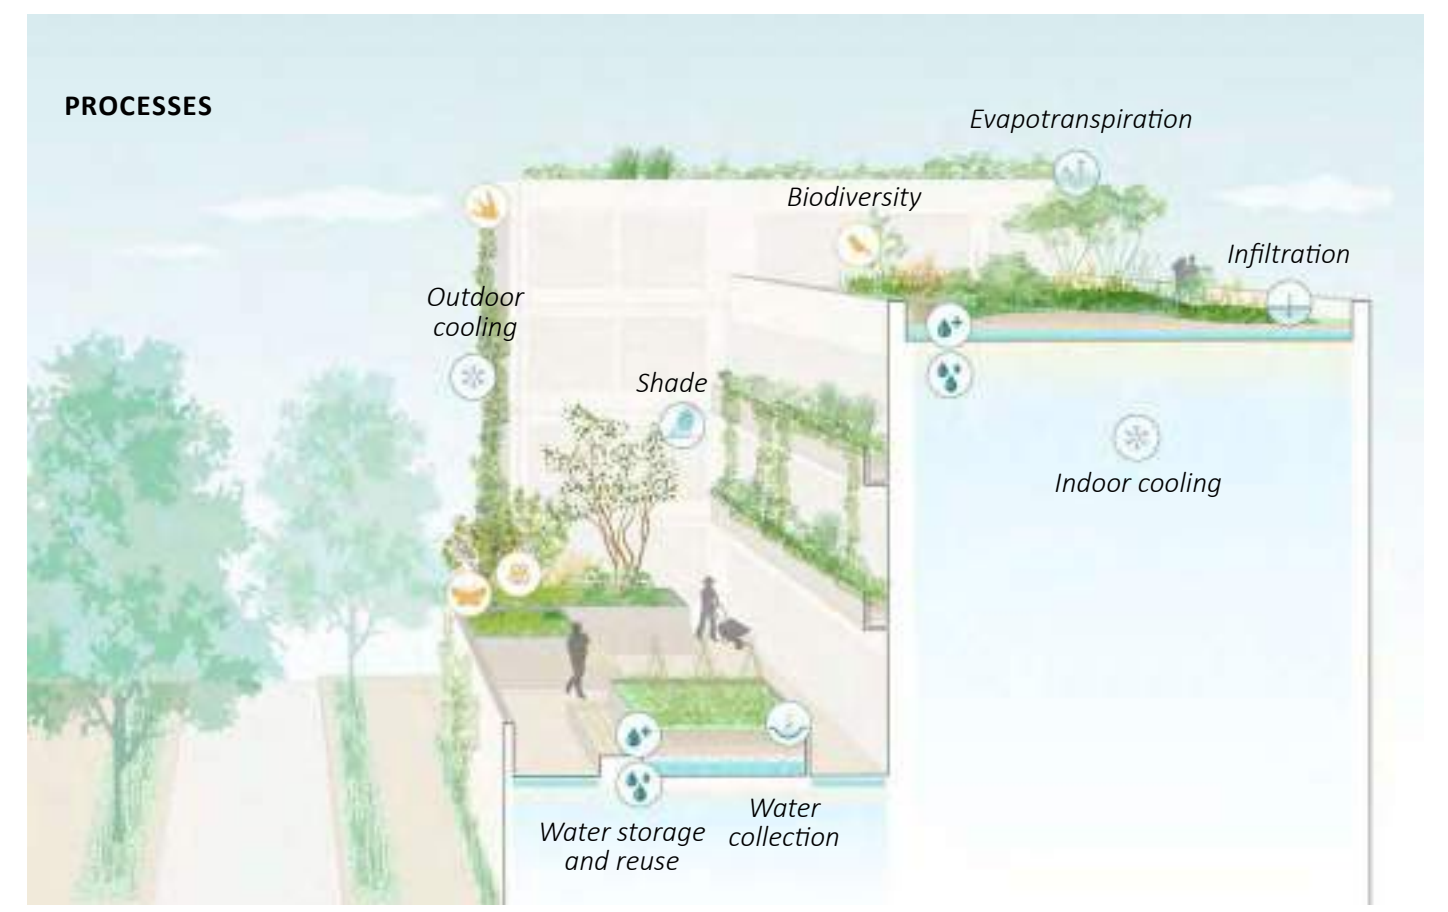 PROCESSES
Evapotranspiration
Biodiversity
Infiltration
Outdoor
cooling
Shade
Indoor cooling
Water storage
and reuse
Water
collection